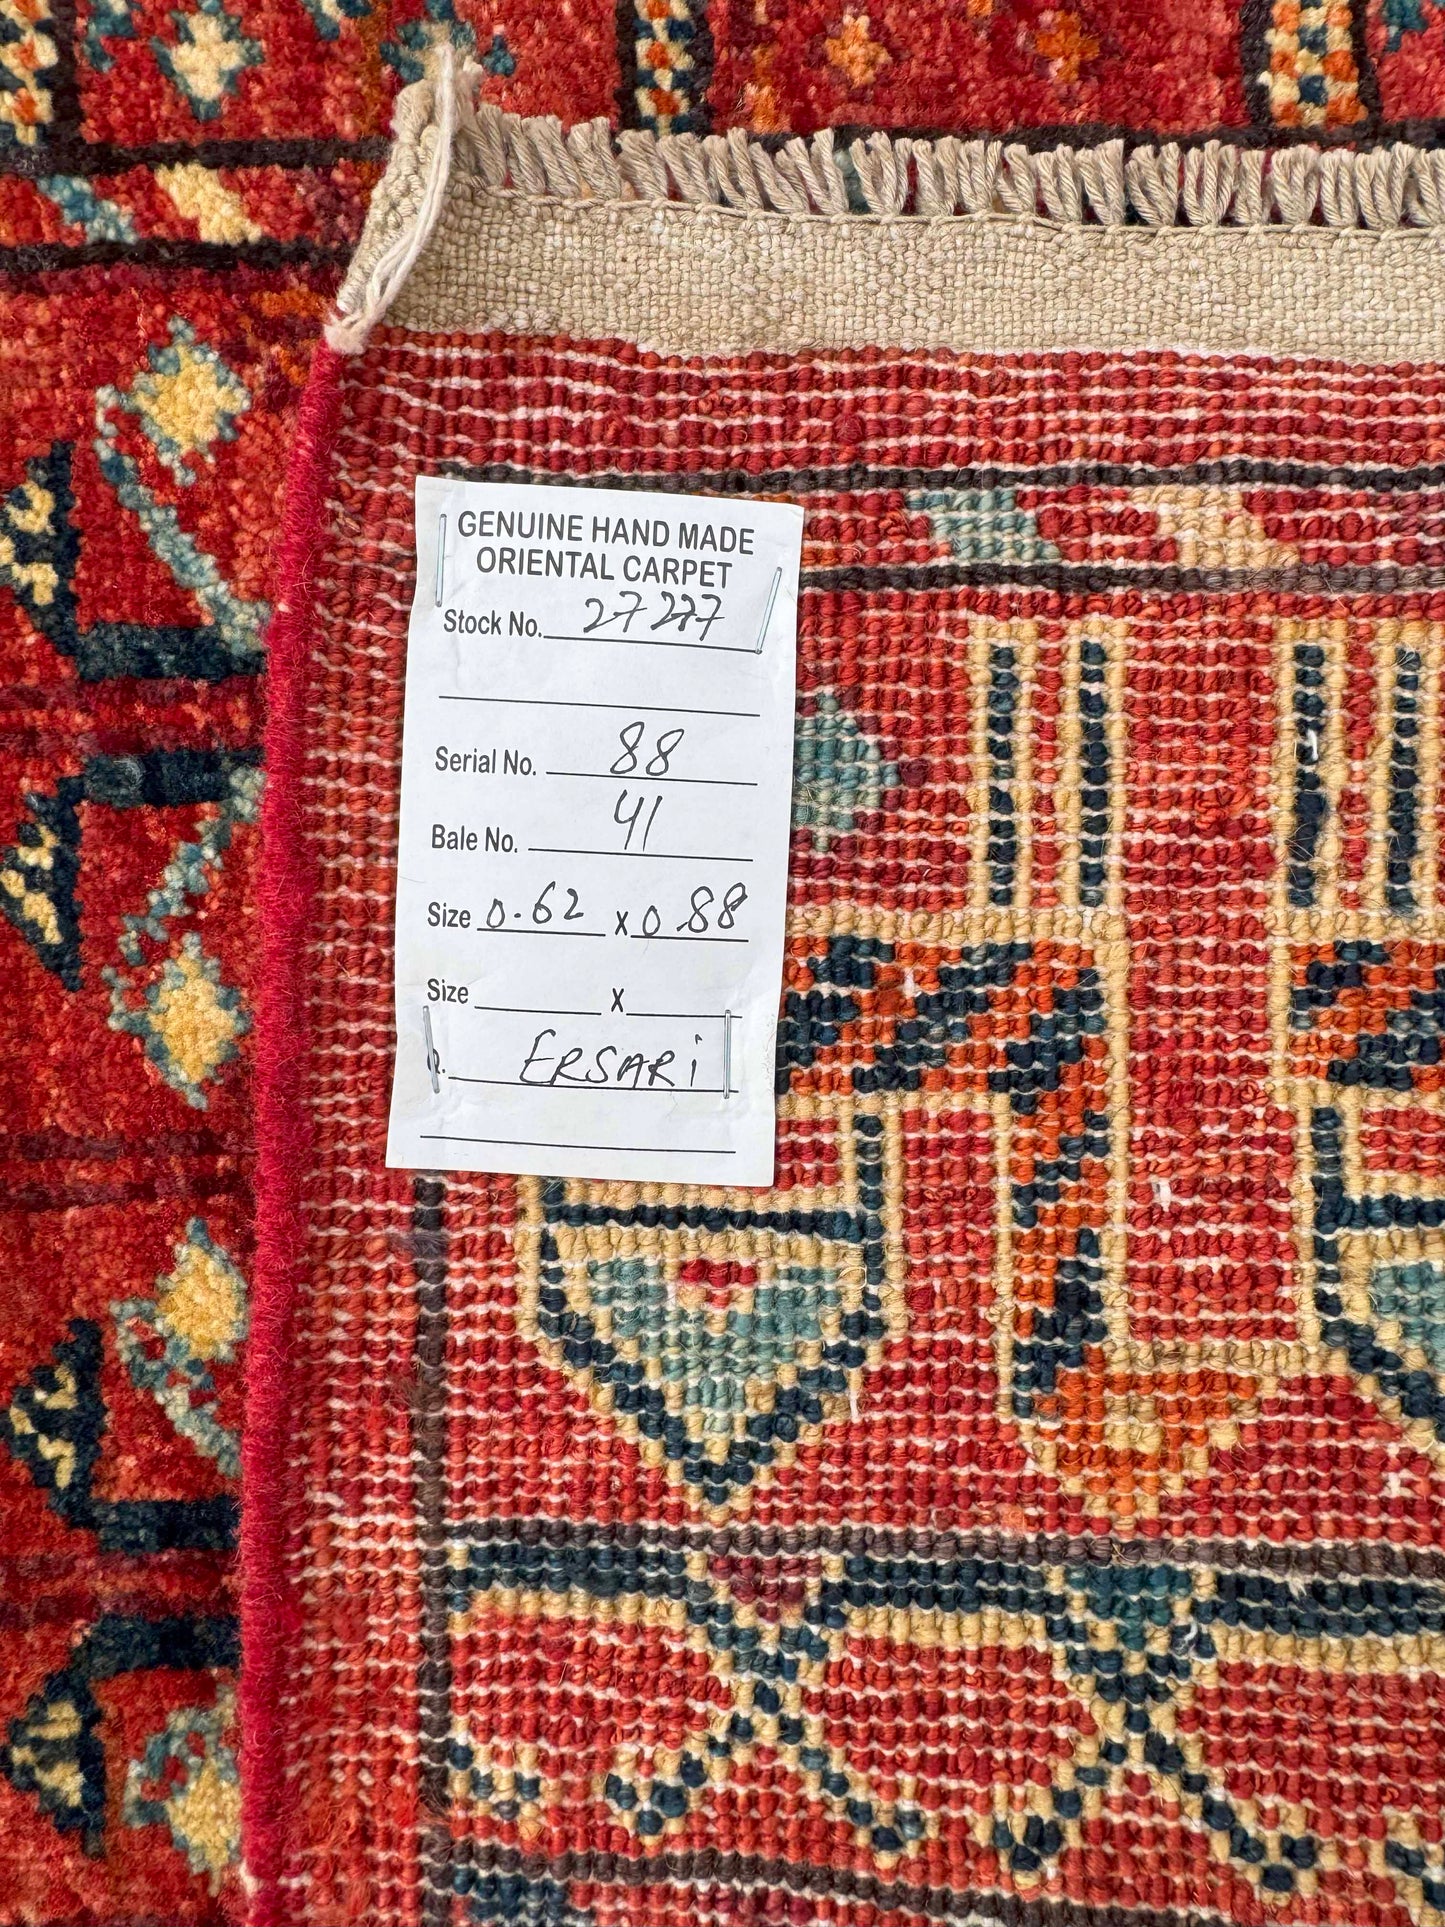 GENUINE HAND MADE
ORIENTAL CARPET
Stock No. 27277
Serial No. 88
Bale No. 41
Size 0.62 x 0.88
Size x
ERSARI